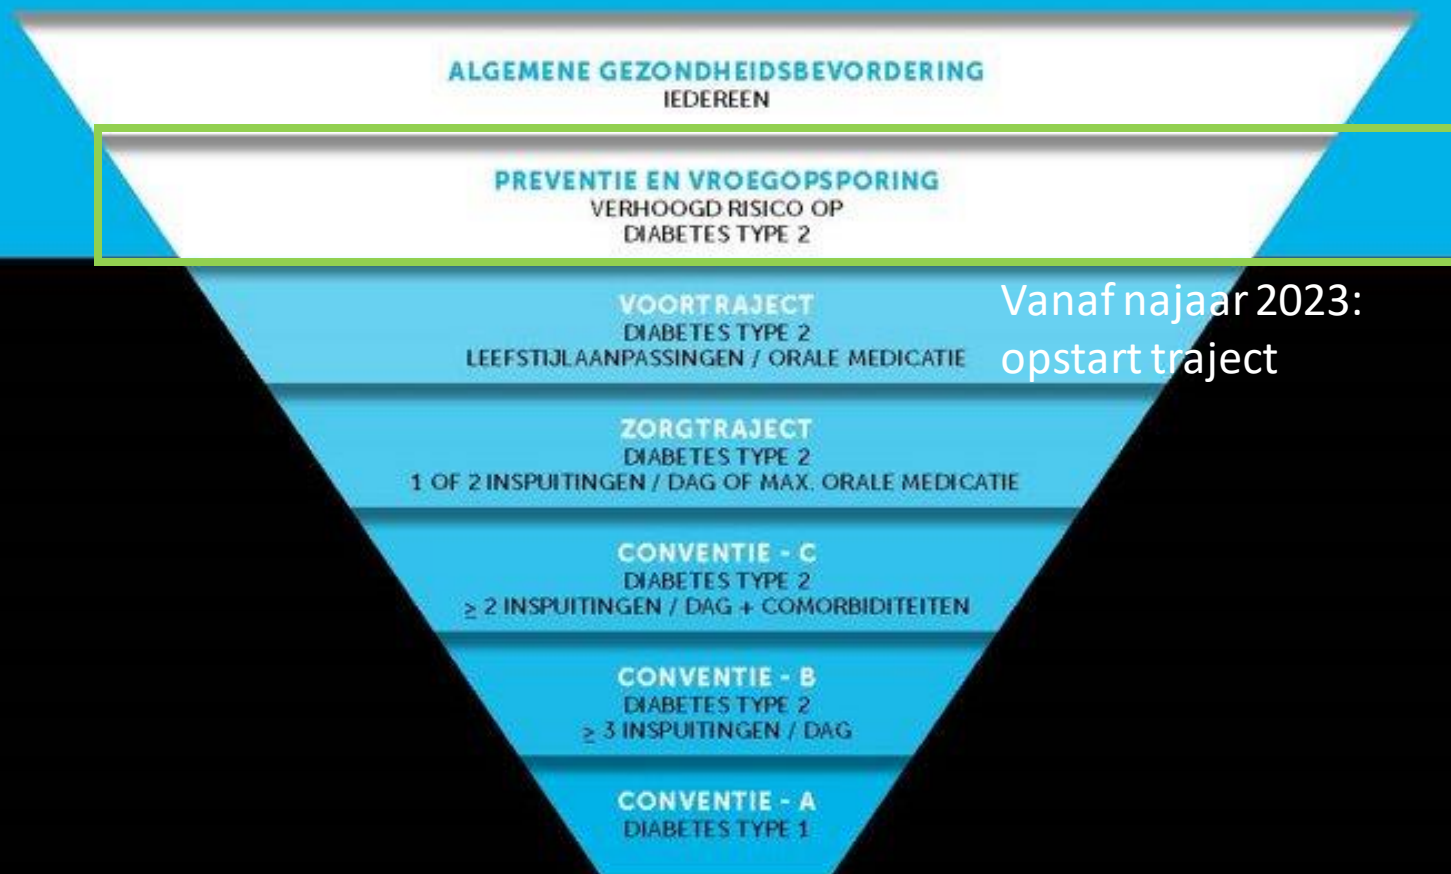 ALGEMENE GEZONDHEIDSBEVORDERING
IEDEREEN
PREVENTIE EN VROEGOPSPORING
VERHOOGD RISICO OP
DIABETES TYPE 2
VOORTRAJECT
DIABETES TYPE 2
LEEFSTIJLAANPASSINGEN / ORALE MEDICATIE
Vanaf najaar 2023:
opstart traject
ZORGTRAJECT
DIABETES TYPE 2
1 OF 2 INSPUITINGEN / DAG OF MAX. ORALE MEDICATIE
CONVENTIE - C
DIABETES TYPE 2
≥ 2 INSPUITINGEN / DAG + COMORBIDITEITEN
CONVENTIE - B
DIABETES TYPE 2
≥ 3 INSPUITINGEN / DAG
CONVENTIE - A
DIABETES TYPE 1